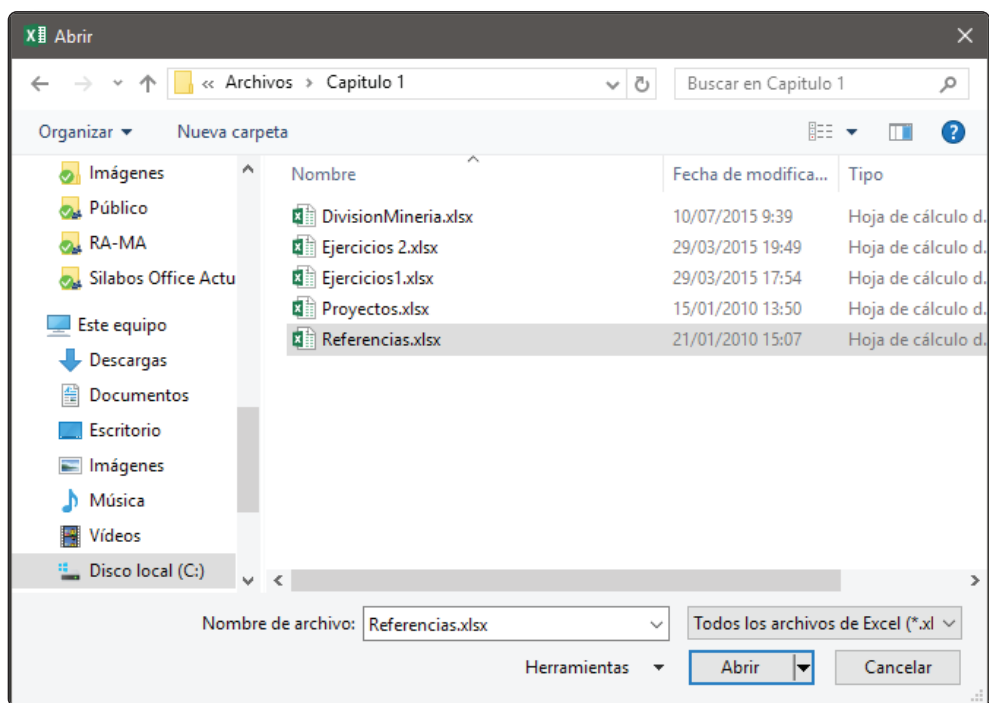 Abrir
« Archivos > Capitulo 1
Buscar en Capitulo 1
Organizar
Nueva carpeta
?
Imágenes
Público
RA-MA
Silabos Office Actu
Este equipo
Descargas
Documentos
Escritorio
Imágenes
Música
Vídeos
Disco local (C:)
Nombre Fecha de modifica... Tipo
DivisionMineria.xlsx 10/07/2015 9:39 Hoja de cálculo d.
Ejercicios 2.xlsx 29/03/2015 19:49 Hoja de cálculo d.
Ejercicios1.xlsx 29/03/2015 17:54 Hoja de cálculo d.
Proyectos.xlsx 15/01/2010 13:50 Hoja de cálculo d.
Referencias.xlsx 21/01/2010 15:07 Hoja de cálculo d.
Nombre de archivo: Referencias.xlsx Todos los archivos de Excel (*.xl
Herramientas Abrir Cancelar